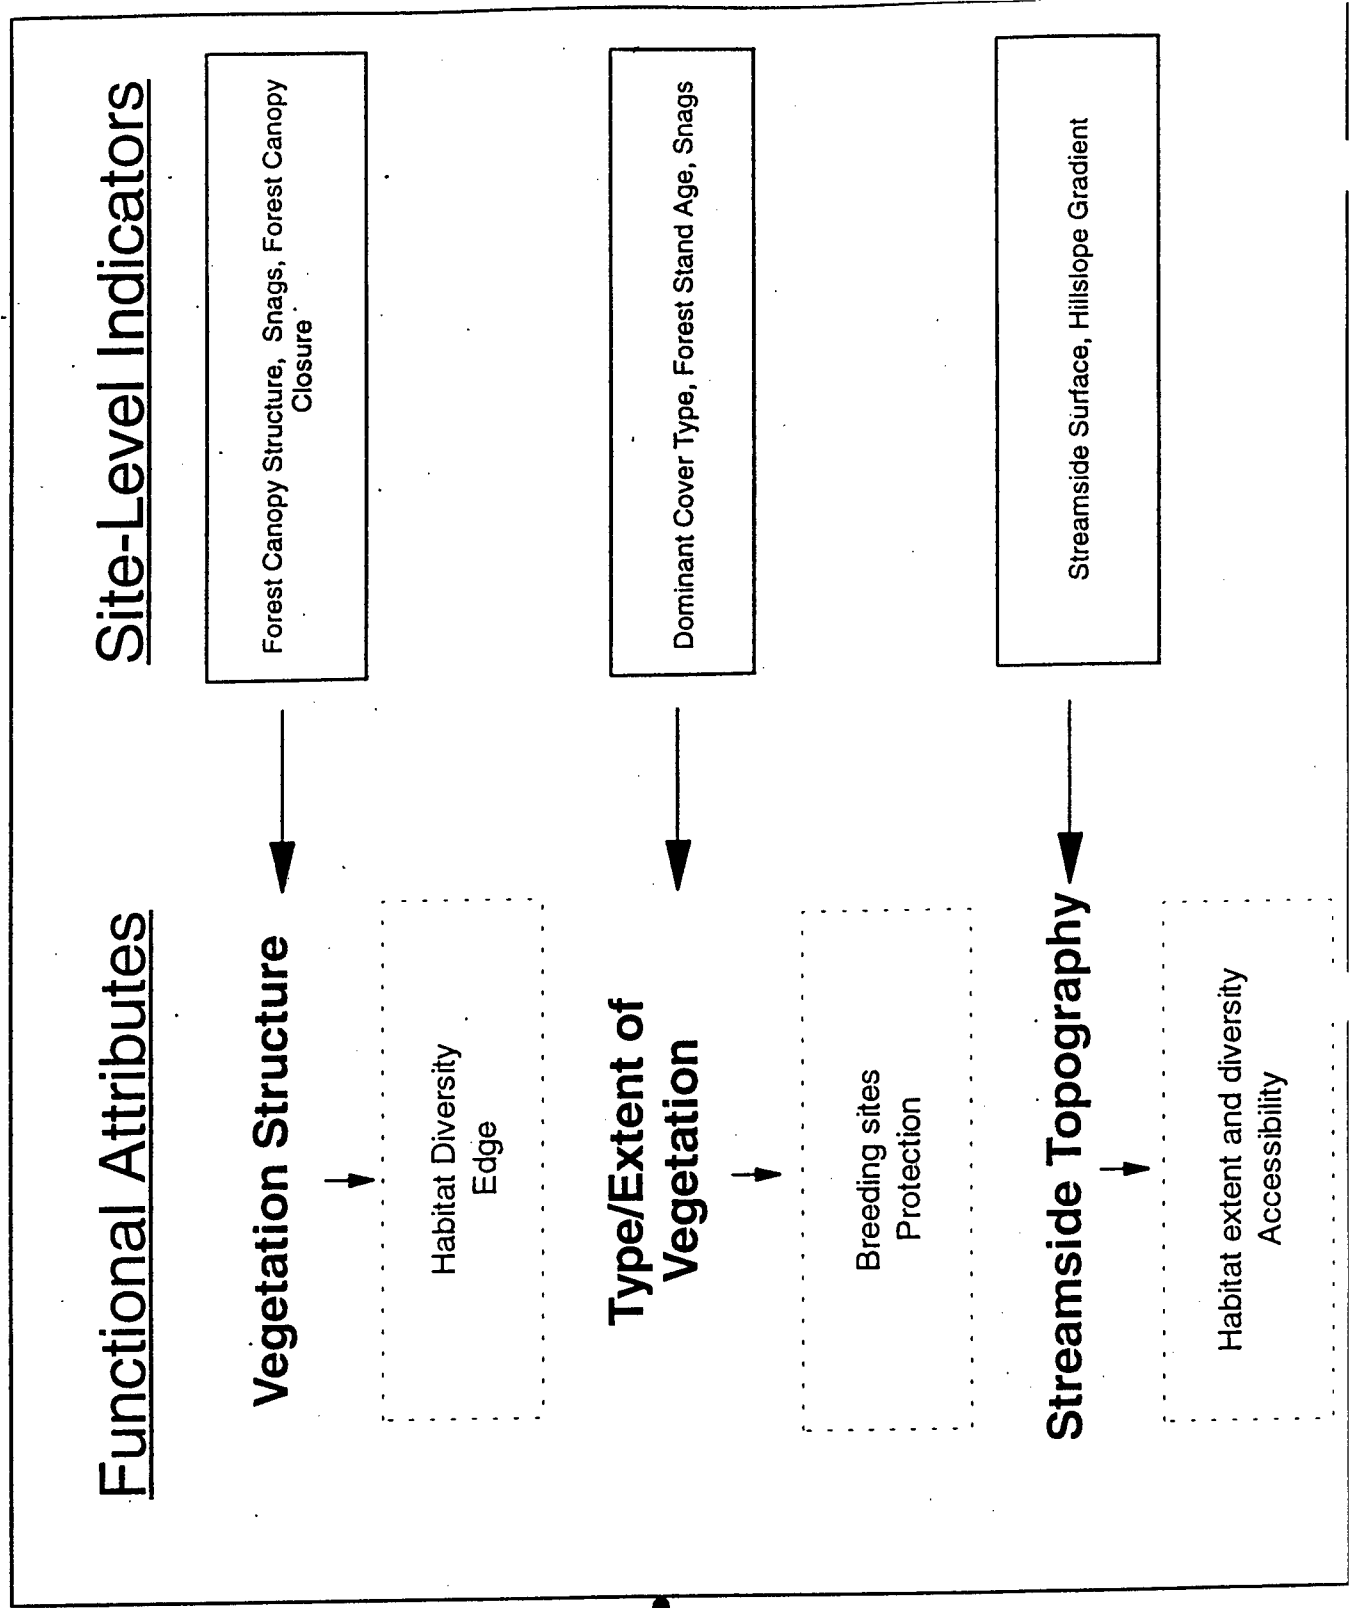 Functional Attributes
Site-Level Indicators
Vegetation Structure
Forest Canopy Structure, Snags, Forest Canopy
Closure
Habitat Diversity
Edge
Type/Extent of
Vegetation
Dominant Cover Type, Forest Stand Age, Snags
Breeding sites
Protection
Streamside Topography
Streamside Surface, Hillslope Gradient
Habitat extent and diversity
Accessibility